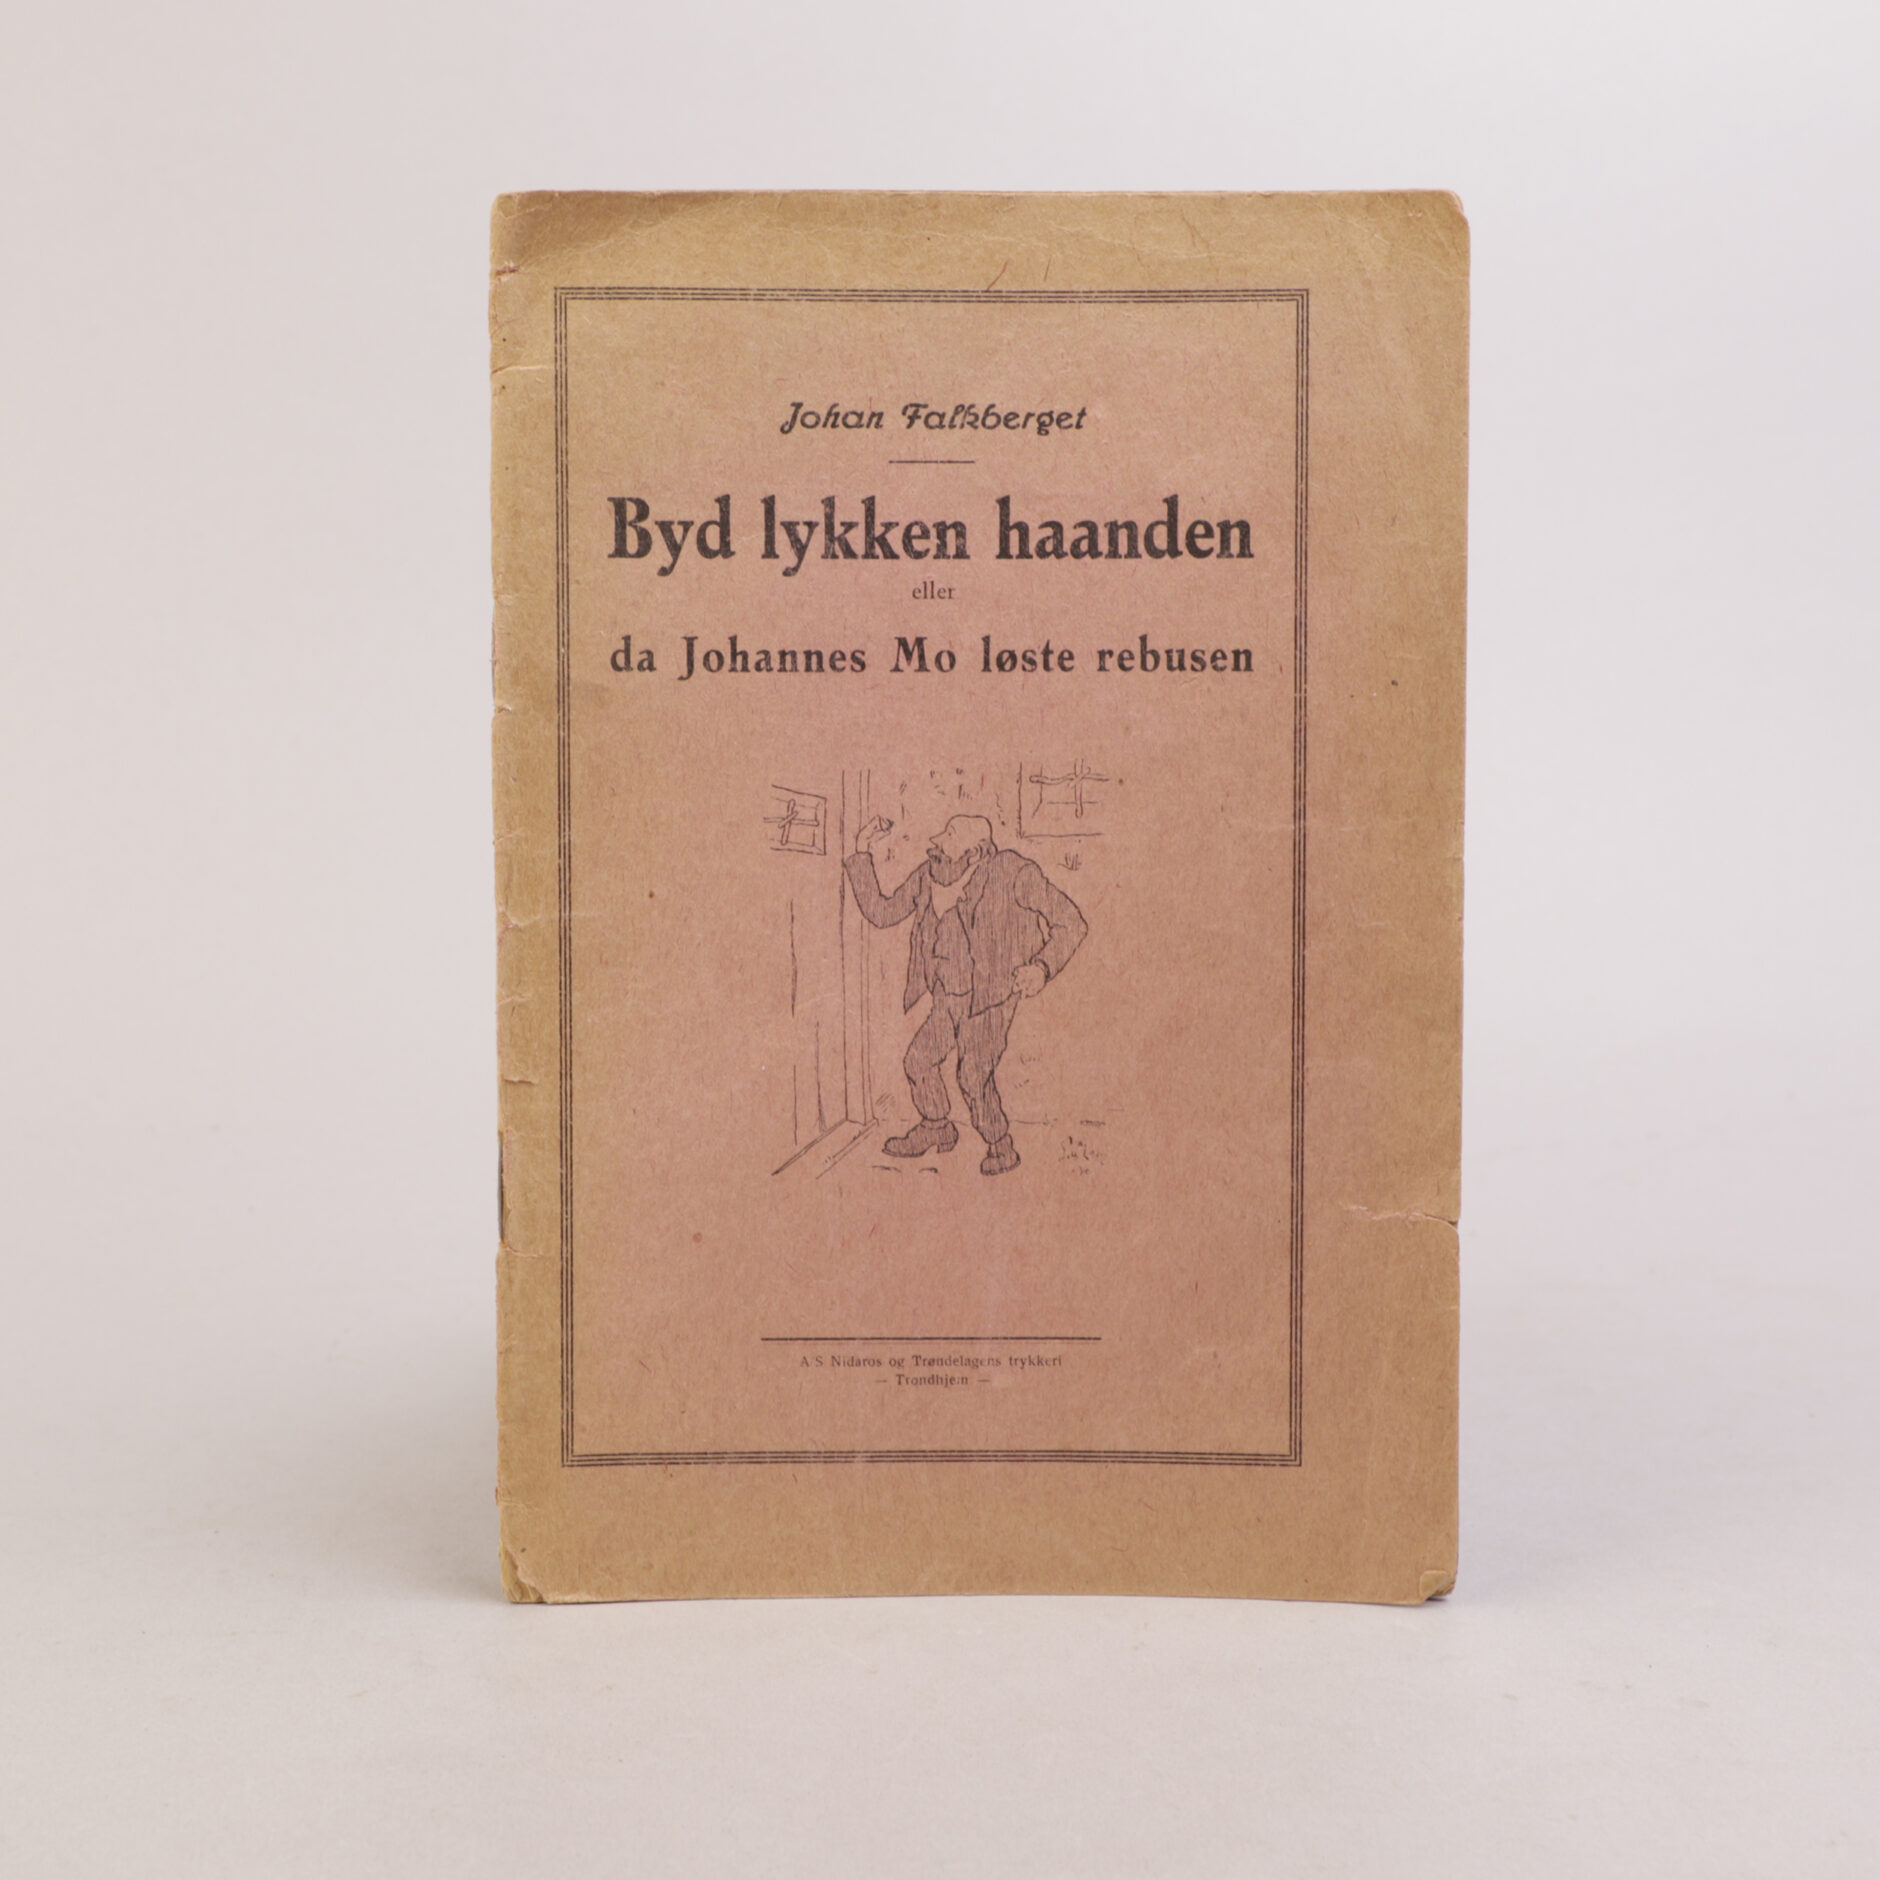 Johan Falkberget
Byd lykken haanden
eller
da Johannes Mo løste rebusen
A/S Nidaros og Trøndelagens trykkeri
— Trondhjem —